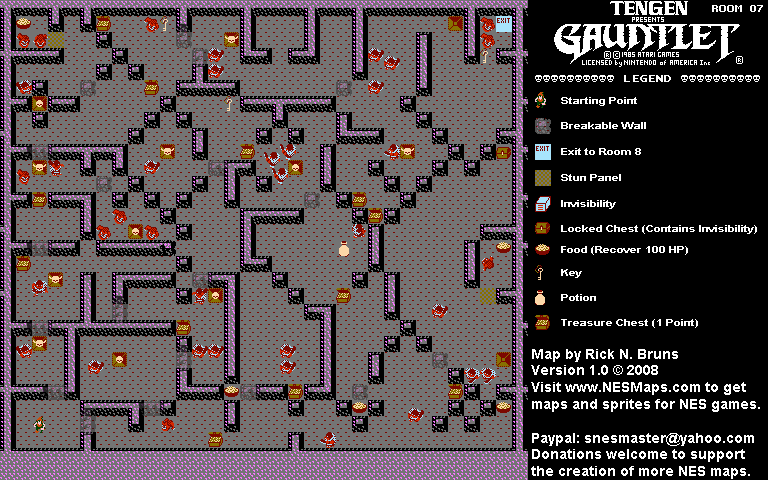 TENGEN
PRESENTS
ROOM 07
GAUNTLET
® © 1985 ATARI GAMES ®
LICENSED by NINTENDO of AMERICA Inc
LEGEND
EXIT
Starting Point
Breakable Wall
EXIT
Exit to Room 8
Stun Panel
Invisibility
Locked Chest (Contains Invisibility)
Food (Recover 100 HP)
Key
Potion
Treasure Chest (1 Point)
Map by Rick N. Bruns
Version 1.0 © 2008
Visit www.NESMaps.com to get
maps and sprites for NES games.
Paypal: snesmaster@yahoo.com
Donations welcome to support
the creation of more NES maps.